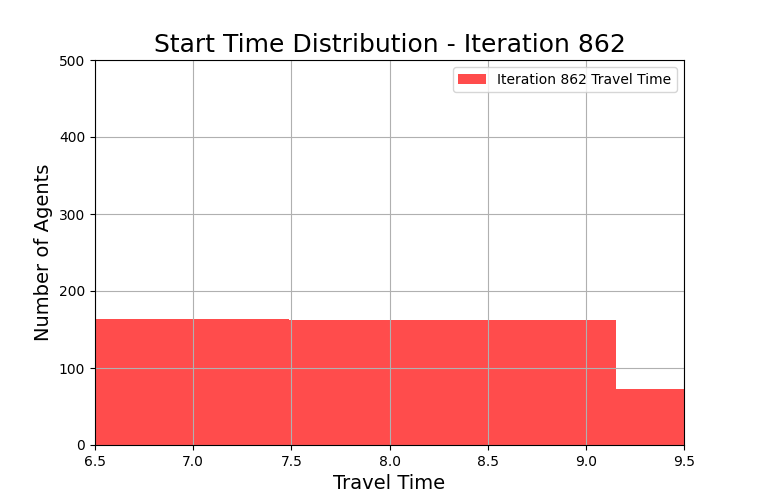 Start Time Distribution - Iteration 862
Iteration 862 Travel Time
Number of Agents
500
400
300
200
100
0
6.5 7.0 7.5 8.0 8.5 9.0 9.5
Travel Time